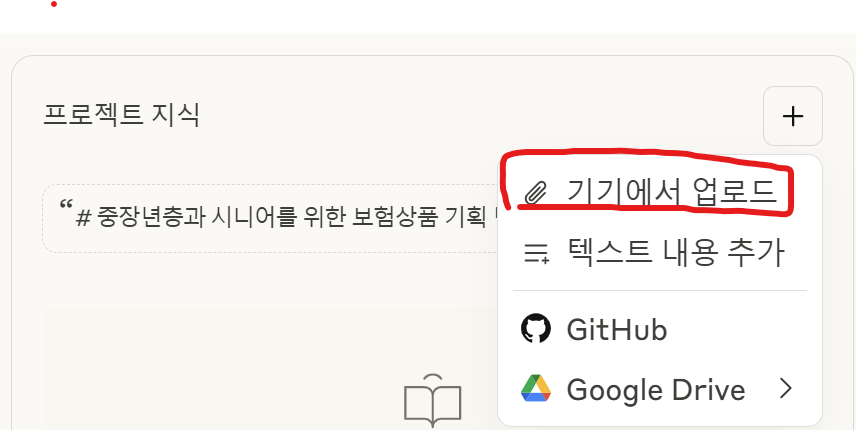 프로젝트 지식
기기에서 업로드
“# 중장년층과 시니어를 위한 보험상품 기획
텍스트 내용 추가
GitHub
Google Drive